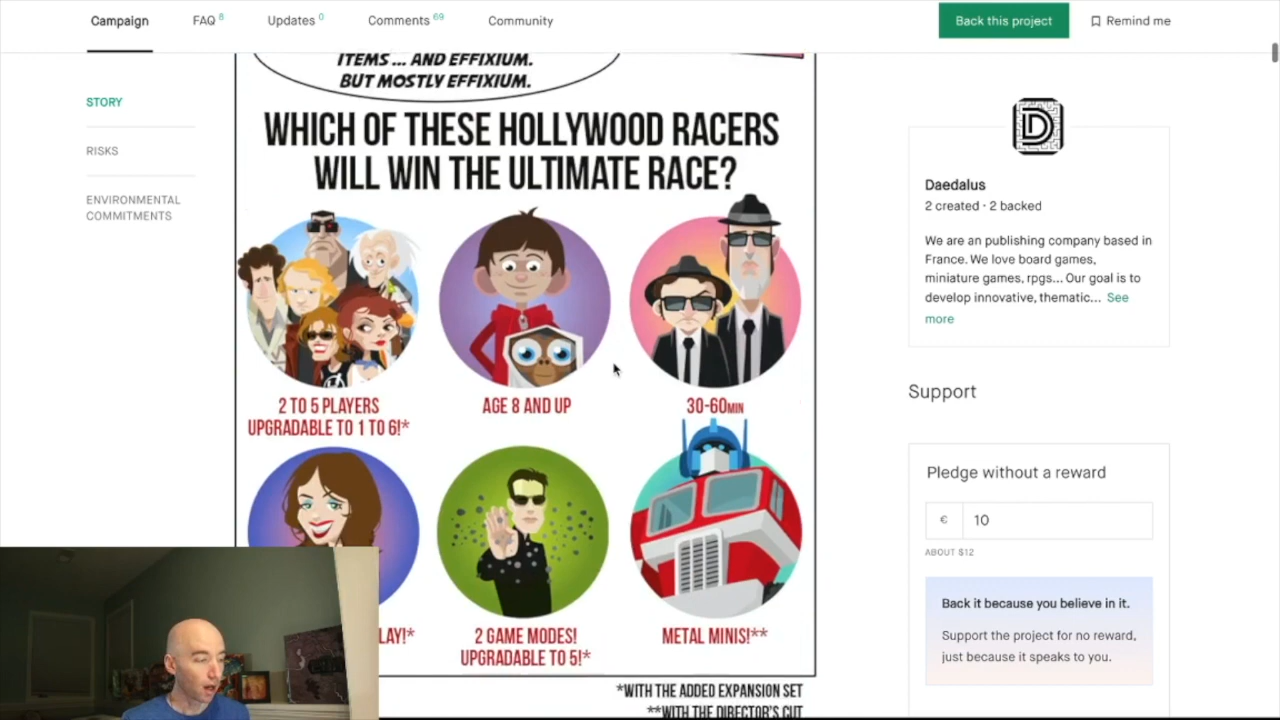 Campaign
FAQ 8
Updates 0
Comments 69
Community
Back this project
Remind me
STORY
RISKS
ENVIRONMENTAL
COMMITMENTS
ITEMS ... AND EFFIXIUM.
BUT MOSTLY EFFIXIUM.
WHICH OF THESE HOLLYWOOD RACERS
WILL WIN THE ULTIMATE RACE?
2 TO 5 PLAYERS
UPGRADABLE TO 1 TO 6!*
AGE 8 AND UP
30-60MIN
LAY!*
2 GAME MODES!
UPGRADABLE TO 5!*
METAL MINIS!**
*WITH THE ADDED EXPANSION SET
**WITH THE DIRECTOR'S CUT
D
Daedalus
2 created · 2 backed
We are an publishing company based in
France. We love board games,
miniature games, rpgs... Our goal is to
develop innovative, thematic... See
more
Support
Pledge without a reward
€ 10
ABOUT $12
Back it because you believe in it.
Support the project for no reward,
just because it speaks to you.